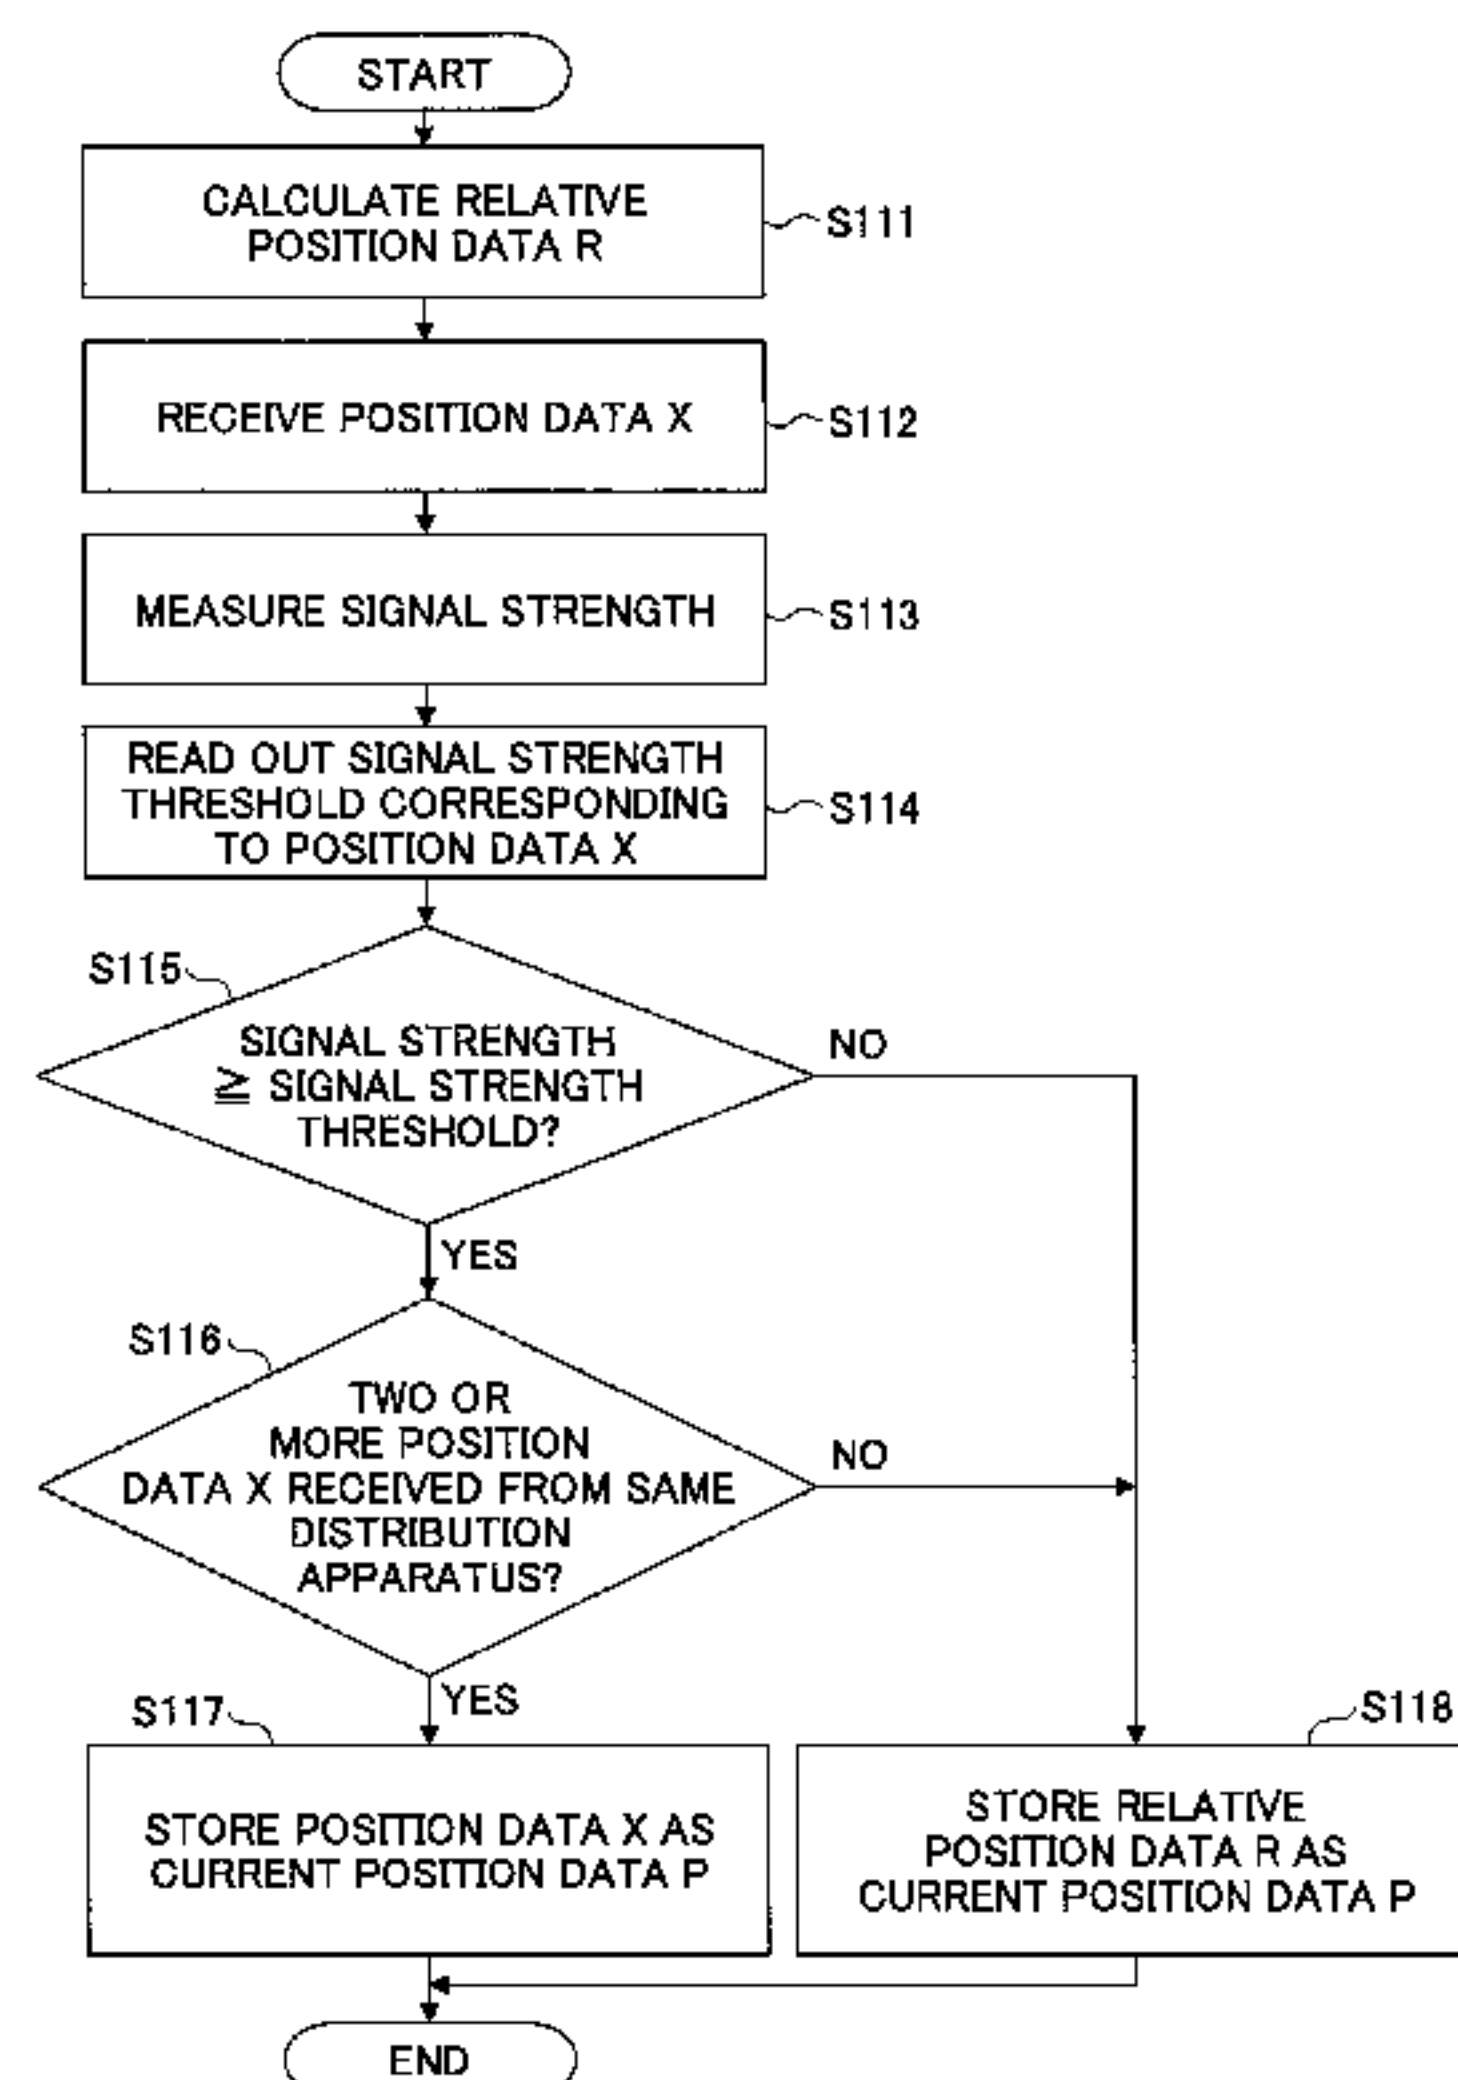 START
CALCULATE RELATIVE
POSITION DATA R
S111
RECEIVE POSITION DATA X
S112
MEASURE SIGNAL STRENGTH
S113
READ OUT SIGNAL STRENGTH
THRESHOLD CORRESPONDING
TO POSITION DATA X
S114
S115
SIGNAL STRENGTH
≧ SIGNAL STRENGTH
THRESHOLD?
NO
YES
S116
TWO OR
MORE POSITION
DATA X RECEIVED FROM SAME
DISTRIBUTION
APPARATUS?
NO
YES
S117
STORE POSITION DATA X AS
CURRENT POSITION DATA P
S118
STORE RELATIVE
POSITION DATA R AS
CURRENT POSITION DATA P
END